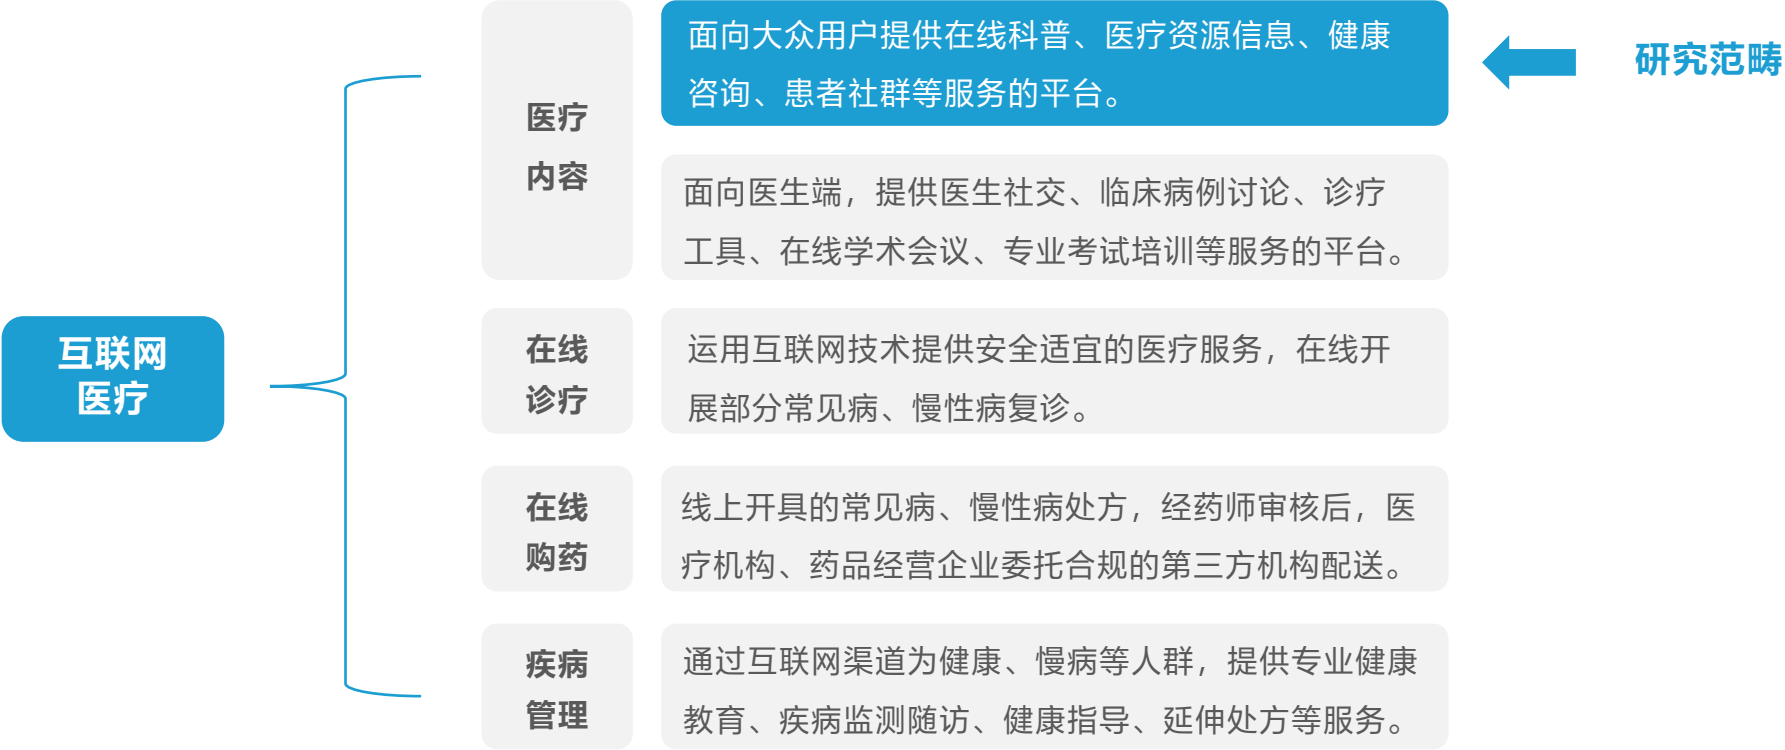 面向大众用户提供在线科普、医疗资源信息、健康
咨询、患者社群等服务的平台。
研究范畴
医疗
内容
面向医生端，提供医生社交、临床病例讨论、诊疗
工具、在线学术会议、专业考试培训等服务的平台。
互联网
医疗
在线
诊疗
运用互联网技术提供安全适宜的医疗服务，在线开
展部分常见病、慢性病复诊。
在线
购药
线上开具的常见病、慢性病处方，经药师审核后，医
疗机构、药品经营企业委托合规的第三方机构配送。
疾病
管理
通过互联网渠道为健康、慢病等人群，提供专业健康
教育、疾病监测随访、健康指导、延伸处方等服务。